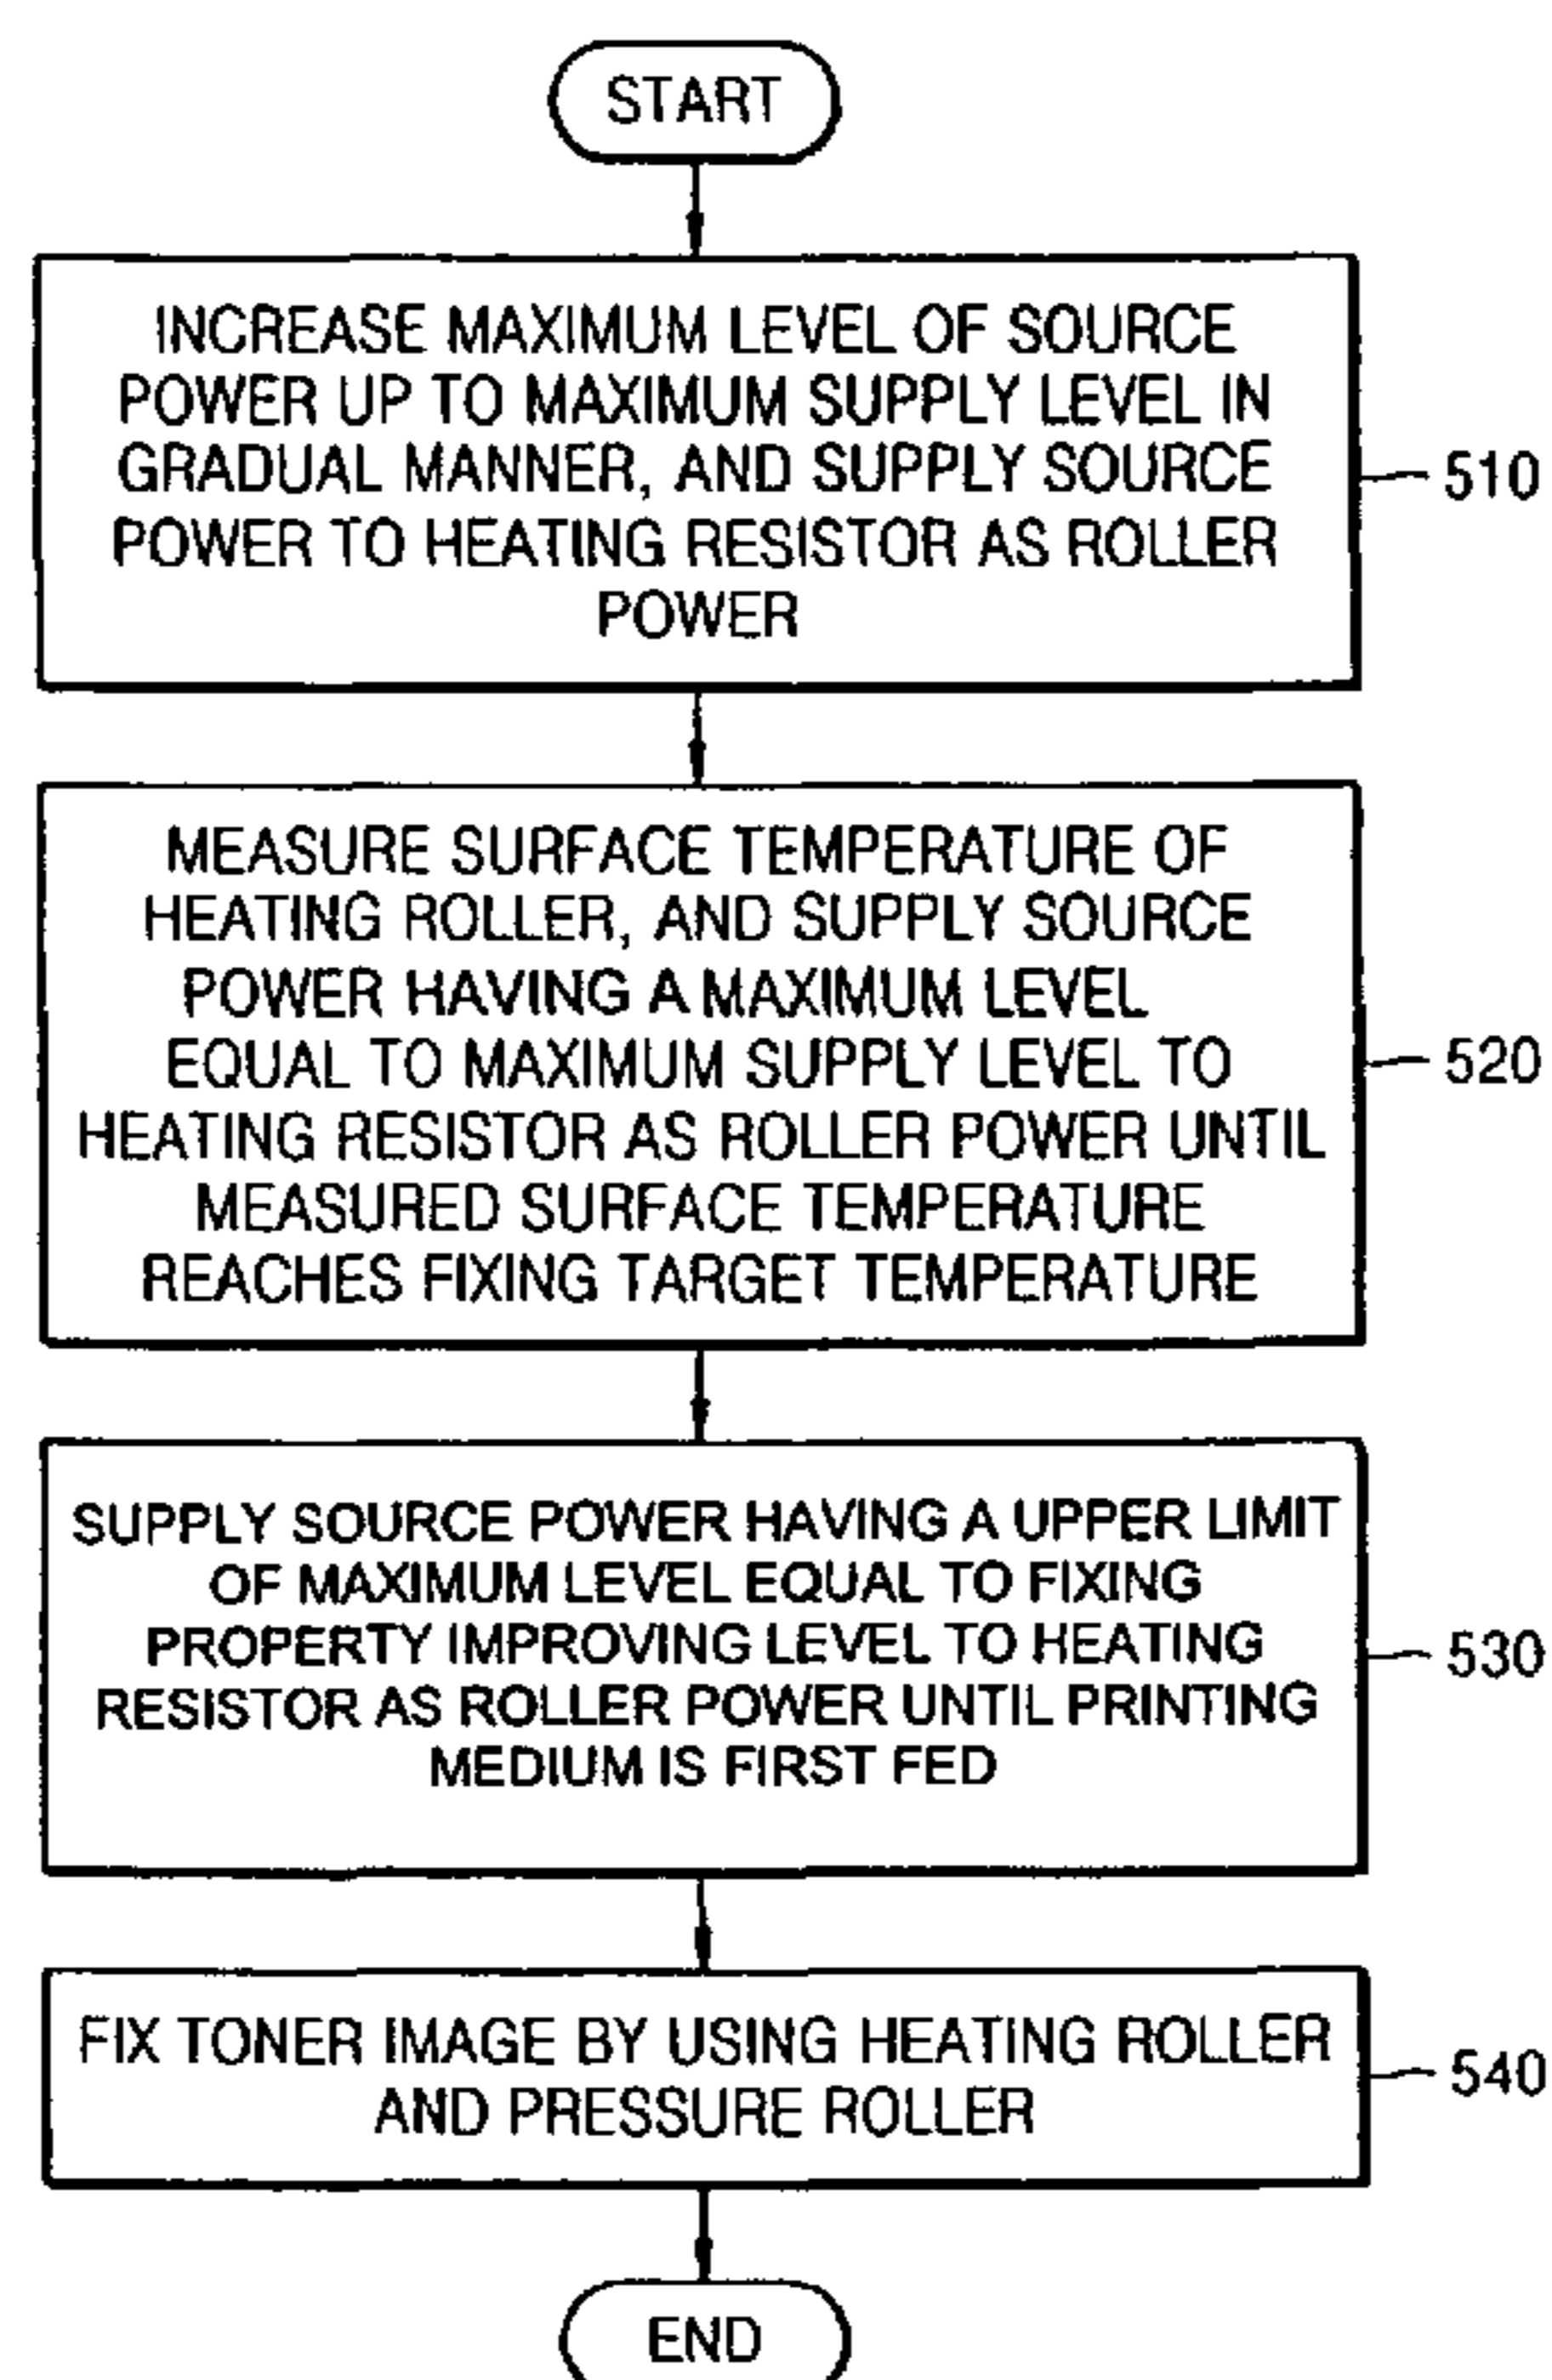 START
INCREASE MAXIMUM LEVEL OF SOURCE
POWER UP TO MAXIMUM SUPPLY LEVEL IN
GRADUAL MANNER, AND SUPPLY SOURCE
POWER TO HEATING RESISTOR AS ROLLER
POWER
510
MEASURE SURFACE TEMPERATURE OF
HEATING ROLLER, AND SUPPLY SOURCE
POWER HAVING A MAXIMUM LEVEL
EQUAL TO MAXIMUM SUPPLY LEVEL TO
HEATING RESISTOR AS ROLLER POWER UNTIL
MEASURED SURFACE TEMPERATURE
REACHES FIXING TARGET TEMPERATURE
520
SUPPLY SOURCE POWER HAVING A UPPER LIMIT
OF MAXIMUM LEVEL EQUAL TO FIXING
PROPERTY IMPROVING LEVEL TO HEATING
RESISTOR AS ROLLER POWER UNTIL PRINTING
MEDIUM IS FIRST FED
530
FIX TONER IMAGE BY USING HEATING ROLLER
AND PRESSURE ROLLER
540
END